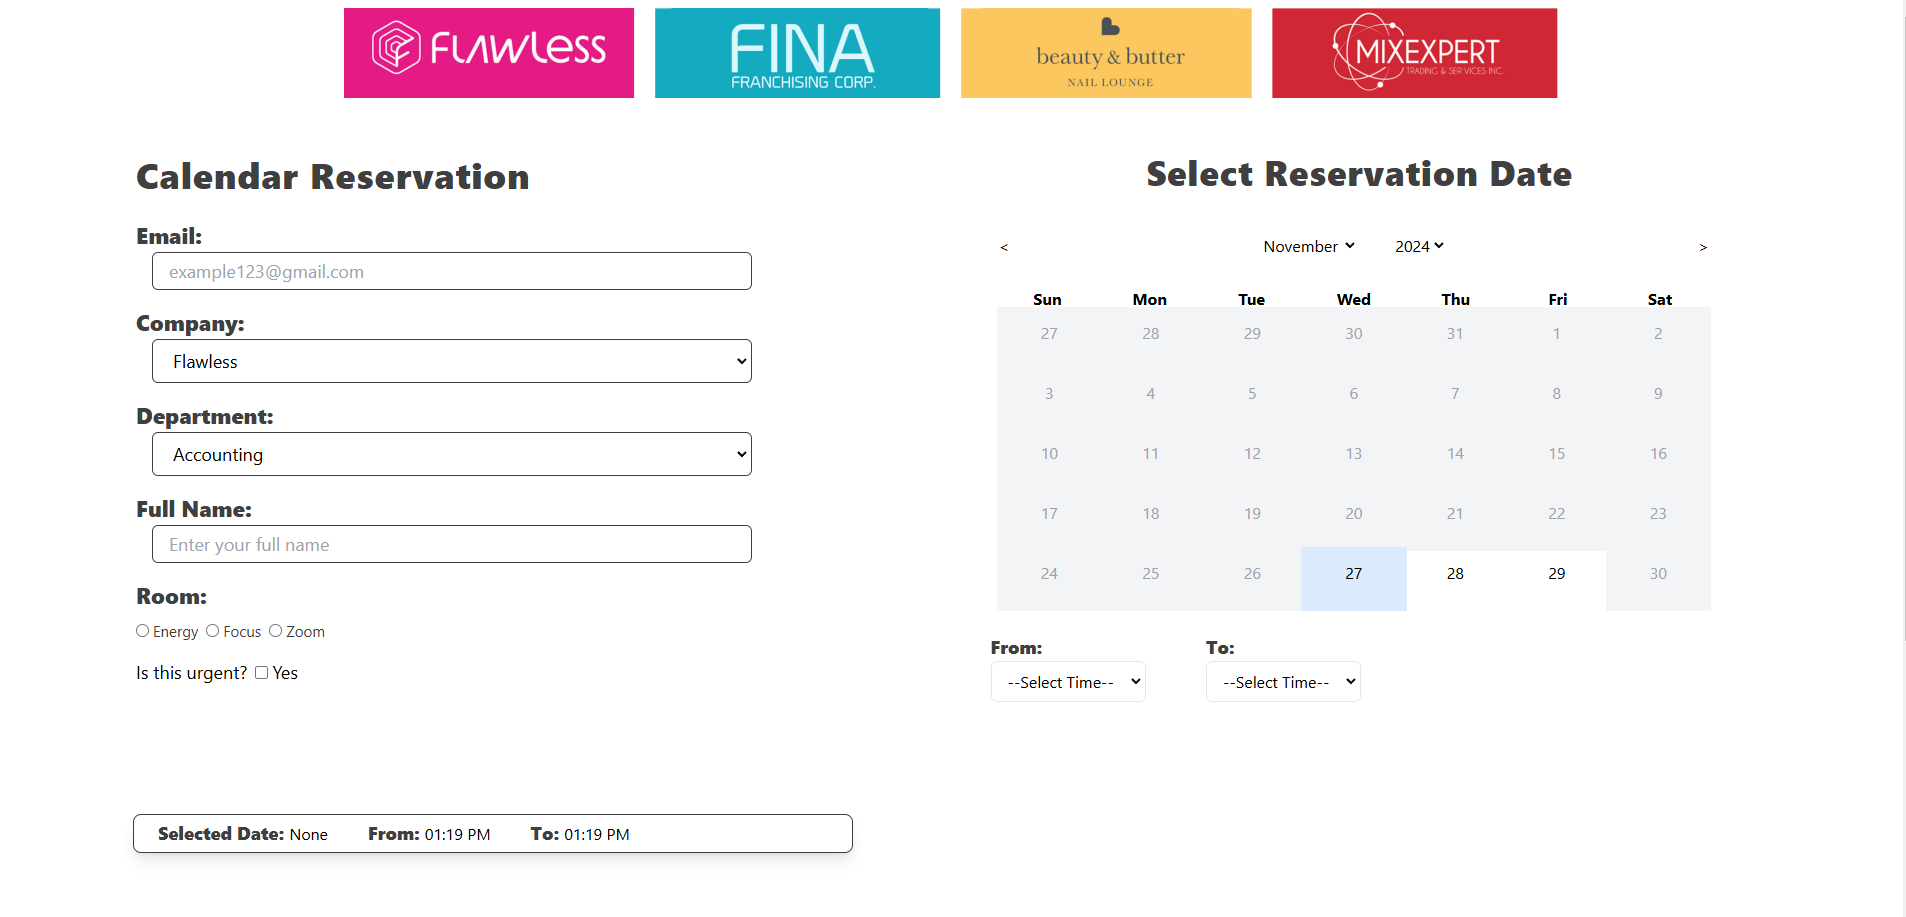 FLAWLESS
FINA
FRANCHISING CORP.
beauty & butter
NAIL LOUNGE
MIXEXPERT
TRADING & SERVICES INC.
Calendar Reservation
Email:
example123@gmail.com
Company:
Flawless
Department:
Accounting
Full Name:
Enter your full name
Room:
Energy Focus Zoom
Is this urgent? Yes
Select Reservation Date
< November 2024 >
Sun Mon Tue Wed Thu Fri Sat
27 28 29 30 31 1 2
3 4 5 6 7 8 9
10 11 12 13 14 15 16
17 18 19 20 21 22 23
24 25 26 27 28 29 30
From: To:
--Select Time-- --Select Time--
Selected Date: None From: 01:19 PM To: 01:19 PM